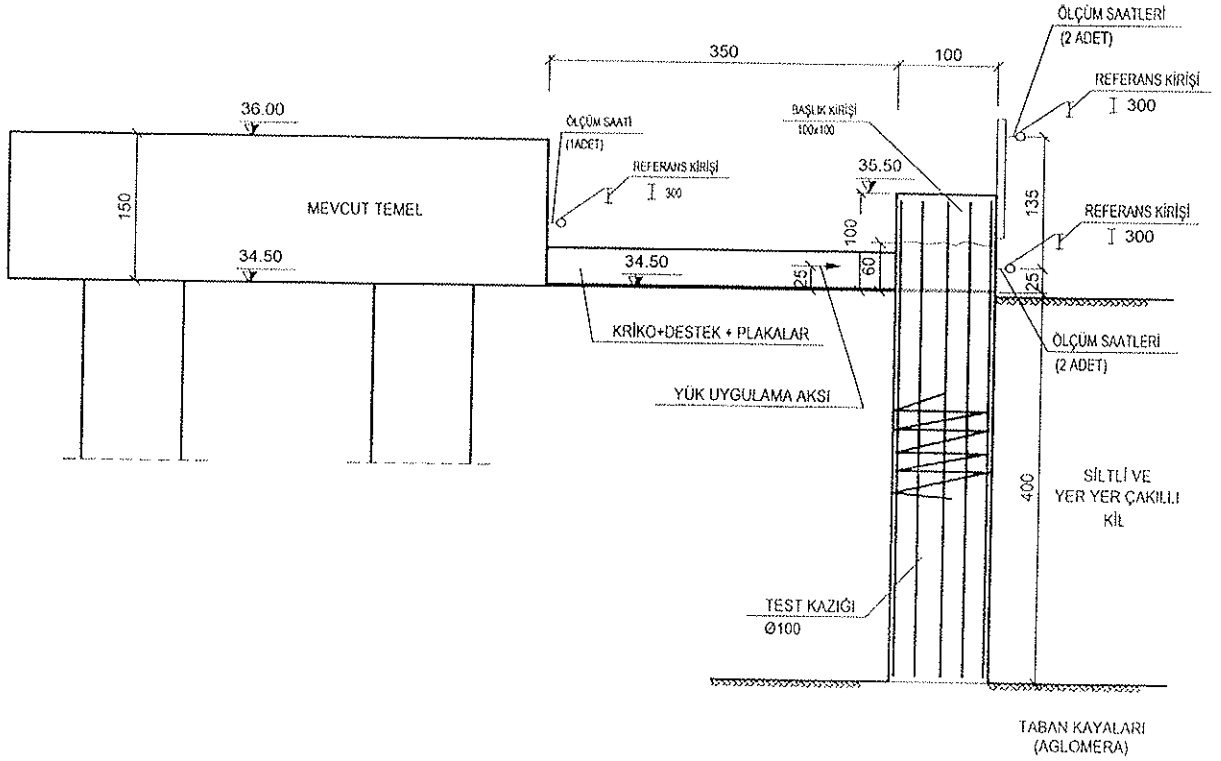 ÖLÇÜM SAATLERİ
(2 ADET)
350
100
REFERANS KİRİŞİ
I 300
36.00
ÖLÇÜM SAATİ
(1ADET)
BAŞLIK KİRİŞİ
100x100
REFERANS KİRİŞİ
I 300
35.50
150
MEVCUT TEMEL
100
135
REFERANS KİRİŞİ
I 300
34.50
34.50
25
60
25
KRİKO+DESTEK + PLAKALAR
ÖLÇÜM SAATLERİ
(2 ADET)
YÜK UYGULAMA AKSI
400
SİLTLİ VE
YER YER ÇAKILLI
KİL
TEST KAZIĞI
Ø100
TABAN KAYALARI
(AGLOMERA)